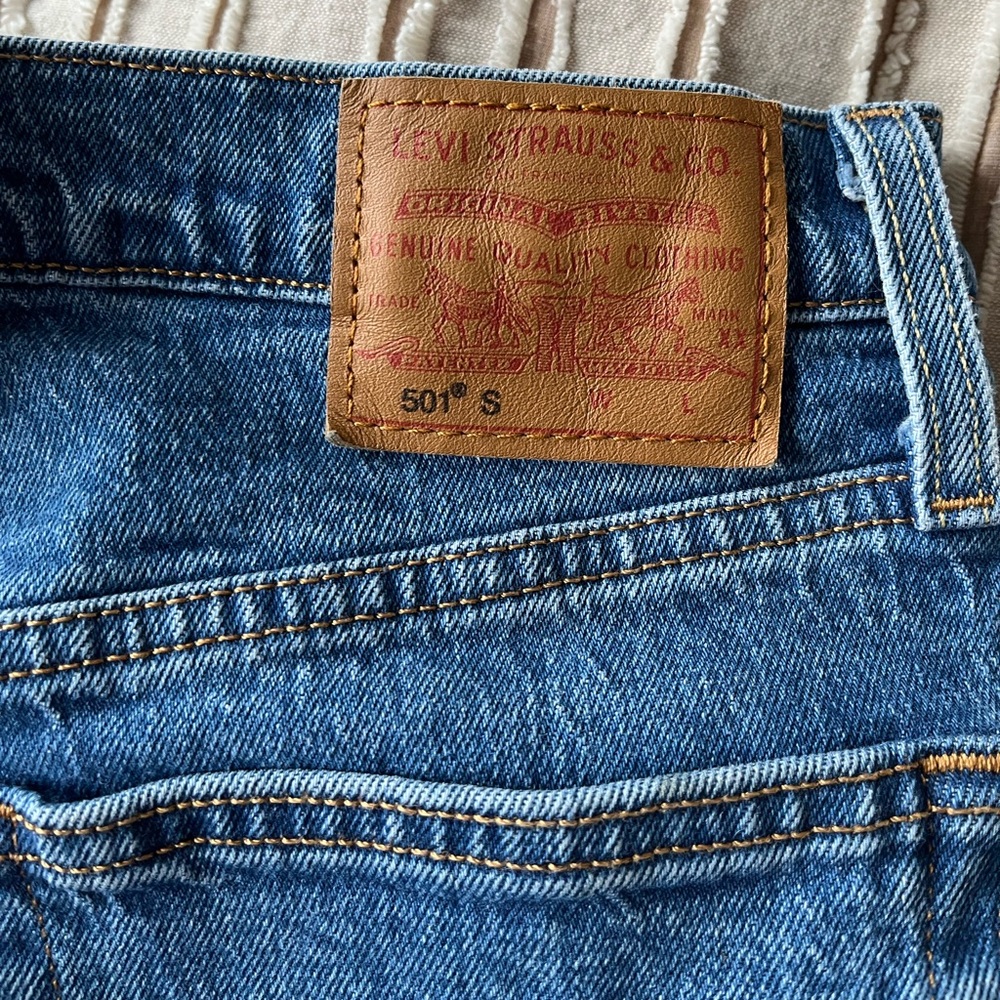 LEVI STRAUSS & CO.
GENUINE QUALITY CLOTHING
TRADE MARK
XX
501® S W L